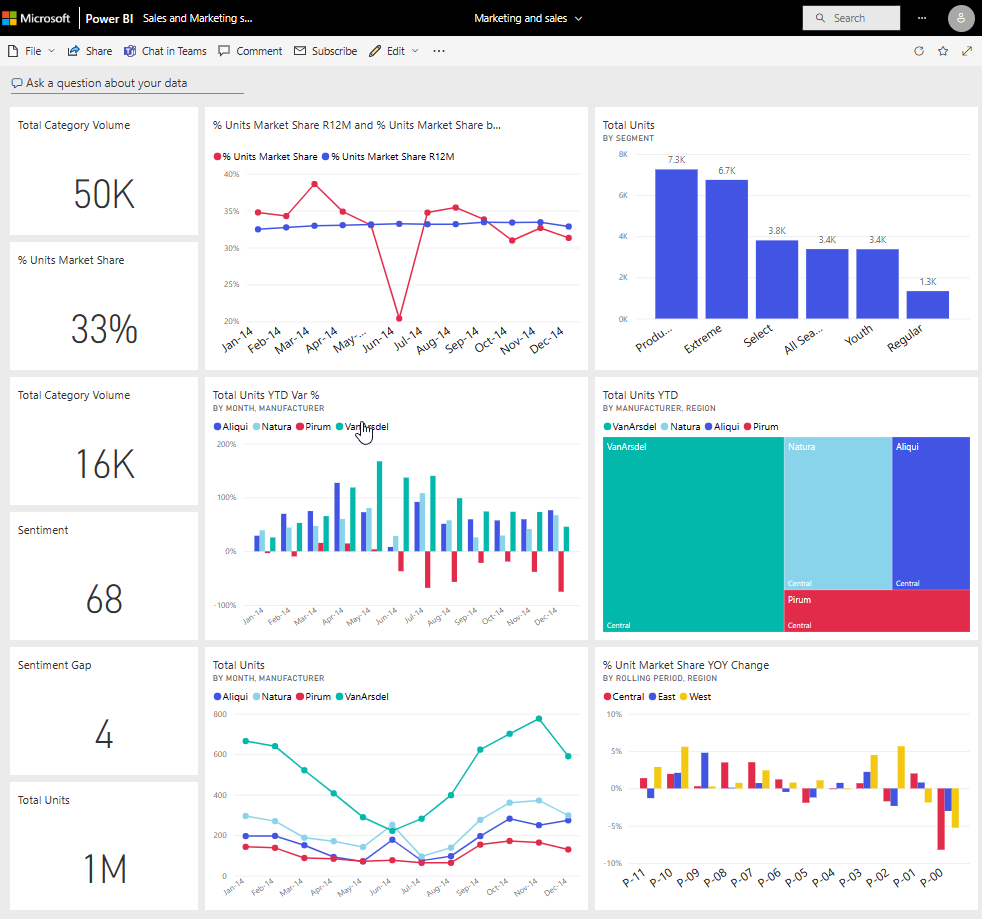 Microsoft Power BI Sales and Marketing s... Marketing and sales Search ...
File Share Chat in Teams Comment Subscribe Edit ...
Ask a question about your data
Total Category Volume
50K
% Units Market Share
33%
Total Category Volume
16K
Sentiment
68
Sentiment Gap
4
Total Units
1M
% Units Market Share R12M and % Units Market Share b...
% Units Market Share % Units Market Share R12M
40%
35%
30%
25%
20%
Jan-14 Feb-14 Mar-14 Apr-14 May-... Jun-14 Jul-14 Aug-14 Sep-14 Oct-14 Nov-14 Dec-14
Total Units
BY SEGMENT
8K
6K
4K
2K
0K
7.3K 6.7K 3.8K 3.4K 3.4K 1.3K
Produ... Extreme Select All Sea... Youth Regular
Total Units YTD Var %
BY MONTH, MANUFACTURER
Aliqui Natura Pirum VanArsdel
200%
100%
0%
-100%
Jan-14 Feb-14 Mar-14 Apr-14 May-14 Jun-14 Jul-14 Aug-14 Sep-14 Oct-14 Nov-14 Dec-14
Total Units YTD
BY MANUFACTURER, REGION
VanArsdel Natura Aliqui Pirum
VanArsdel
Central
Natura
Central
Aliqui
Central
Pirum
Central
Total Units
BY MONTH, MANUFACTURER
Aliqui Natura Pirum VanArsdel
800
600
400
200
0
Jan-14 Feb-14 Mar-14 Apr-14 May-14 Jun-14 Jul-14 Aug-14 Sep-14 Oct-14 Nov-14 Dec-14
% Unit Market Share YOY Change
BY ROLLING PERIOD, REGION
Central East West
10%
5%
0%
-5%
-10%
P-11 P-10 P-09 P-08 P-07 P-06 P-05 P-04 P-03 P-02 P-01 P-00